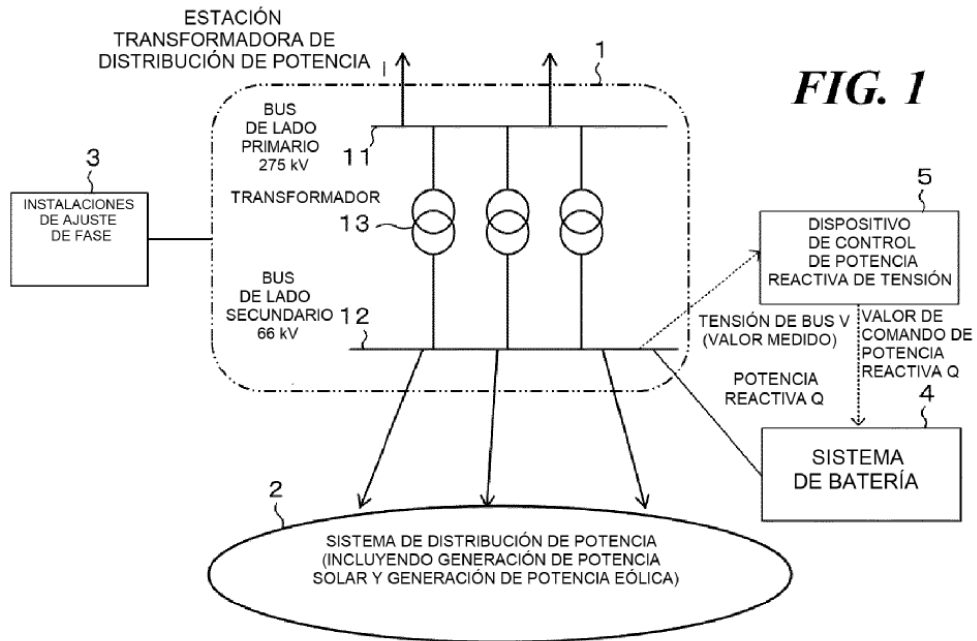 ESTACIÓN
TRANSFORMADORA DE
DISTRIBUCIÓN DE POTENCIA
1
FIG. 1
BUS
DE LADO
PRIMARIO
275 kV
11
3
INSTALACIONES
DE AJUSTE
DE FASE
TRANSFORMADOR
13
5
DISPOSITIVO
DE CONTROL
DE POTENCIA
REACTIVA DE TENSIÓN
BUS
DE LADO
SECUNDARIO
66 kV
12
TENSIÓN DE BUS V
(VALOR MEDIDO)
VALOR DE
COMANDO DE
POTENCIA
REACTIVA Q
POTENCIA
REACTIVA Q
4
SISTEMA
DE BATERÍA
2
SISTEMA DE DISTRIBUCIÓN DE POTENCIA
(INCLUYENDO GENERACIÓN DE POTENCIA
SOLAR Y GENERACIÓN DE POTENCIA EÓLICA)